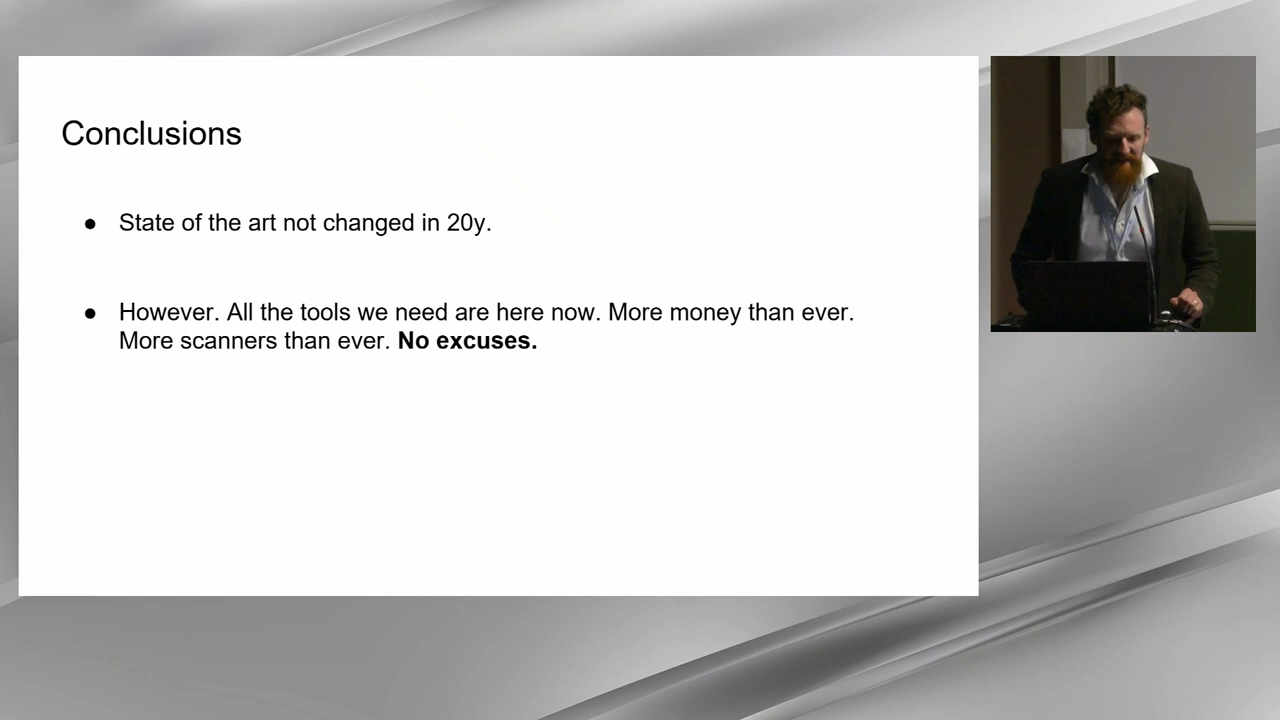 Conclusions
● State of the art not changed in 20y.
● However. All the tools we need are here now. More money than ever.
More scanners than ever. No excuses.